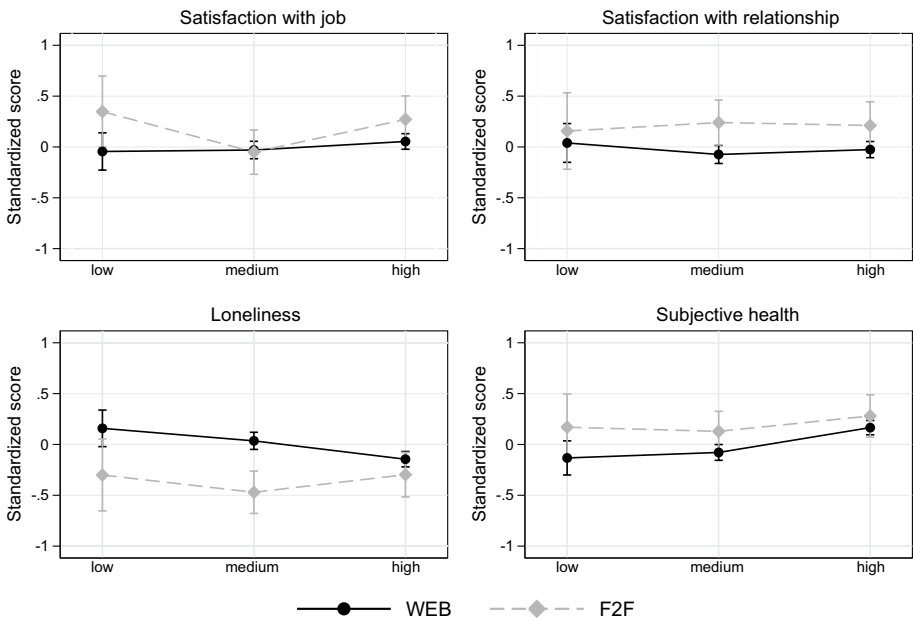 Satisfaction with job
Satisfaction with relationship
Standardized score
1
.5
0
-.5
-1
low medium high
Standardized score
1
.5
0
-.5
-1
low medium high
Loneliness
Subjective health
Standardized score
1
.5
0
-.5
-1
low medium high
Standardized score
1
.5
0
-.5
-1
low medium high
WEB F2F